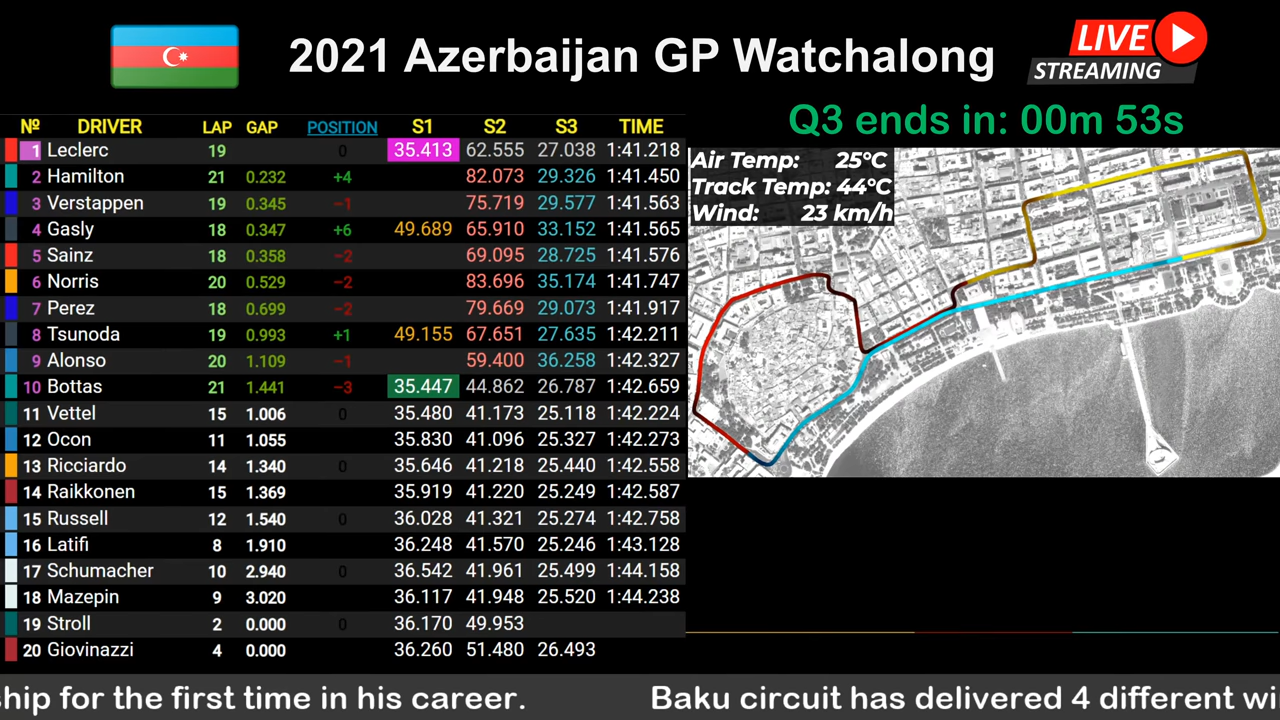 2021 Azerbaijan GP Watchalong
LIVE
STREAMING
Q3 ends in: 00m 53s
Nº DRIVER LAP GAP POSITION S1 S2 S3 TIME
1 Leclerc 19 0 35.413 62.555 27.038 1:41.218
2 Hamilton 21 0.232 +4 82.073 29.326 1:41.450
3 Verstappen 19 0.345 −1 75.719 29.577 1:41.563
4 Gasly 18 0.347 +6 49.689 65.910 33.152 1:41.565
5 Sainz 18 0.358 −2 69.095 28.725 1:41.576
6 Norris 20 0.529 −2 83.696 35.174 1:41.747
7 Perez 18 0.699 −2 79.669 29.073 1:41.917
8 Tsunoda 19 0.993 +1 49.155 67.651 27.635 1:42.211
9 Alonso 20 1.109 −1 59.400 36.258 1:42.327
10 Bottas 21 1.441 −3 35.447 44.862 26.787 1:42.659
11 Vettel 15 1.006 0 35.480 41.173 25.118 1:42.224
12 Ocon 11 1.055 35.830 41.096 25.327 1:42.273
13 Ricciardo 14 1.340 0 35.646 41.218 25.440 1:42.558
14 Raikkonen 15 1.369 35.919 41.220 25.249 1:42.587
15 Russell 12 1.540 0 36.028 41.321 25.274 1:42.758
16 Latifi 8 1.910 36.248 41.570 25.246 1:43.128
17 Schumacher 10 2.940 0 36.542 41.961 25.499 1:44.158
18 Mazepin 9 3.020 36.117 41.948 25.520 1:44.238
19 Stroll 2 0.000 0 36.170 49.953
20 Giovinazzi 4 0.000 36.260 51.480 26.493
Air Temp: 25°C
Track Temp: 44°C
Wind: 23 km/h
ship for the first time in his career. Baku circuit has delivered 4 different wi